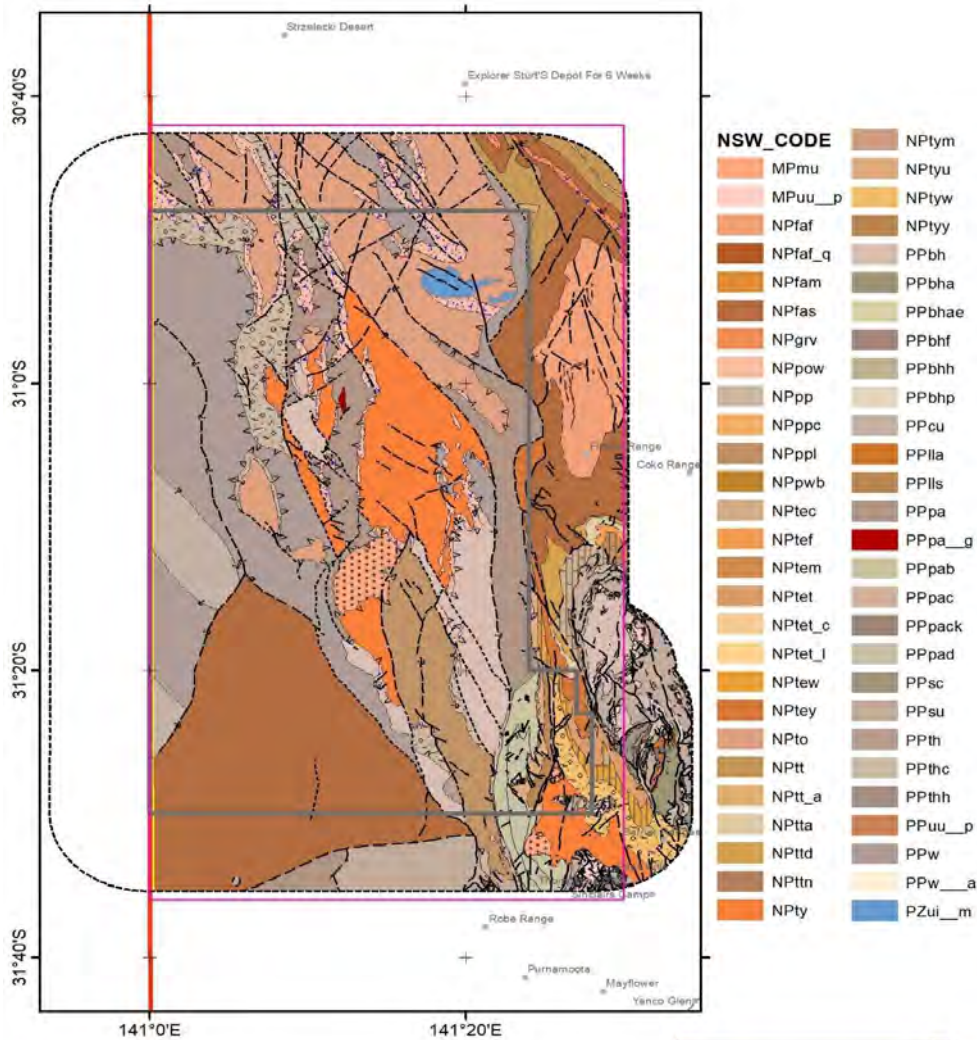 Strzelecki Desert
Explorer Sturt'S Depot For 6 Weeks
30°40'S
31°0'S
31°20'S
31°40'S
Coko Range
Robe Range
Purnamoota
Mayflower
Yanco Glen
141°0'E
141°20'E
NSW_CODE
MPmu
MPuu__p
NPfaf
NPfaf_q
NPfam
NPfas
NPgrv
NPpow
NPpp
NPppc
NPppl
NPpwb
NPtec
NPtef
NPtem
NPtet
NPtet_c
NPtet_l
NPtew
NPtey
NPto
NPtt
NPtt_a
NPtta
NPttd
NPttn
NPty
NPtym
NPtyu
NPtyw
NPtyy
PPbh
PPbha
PPbhae
PPbhf
PPbhh
PPbhp
PPcu
PPlla
PPlls
PPpa
PPpa__g
PPpab
PPpac
PPpack
PPpad
PPsc
PPsu
PPth
PPthc
PPthh
PPuu__p
PPw
PPw___a
PZui__m